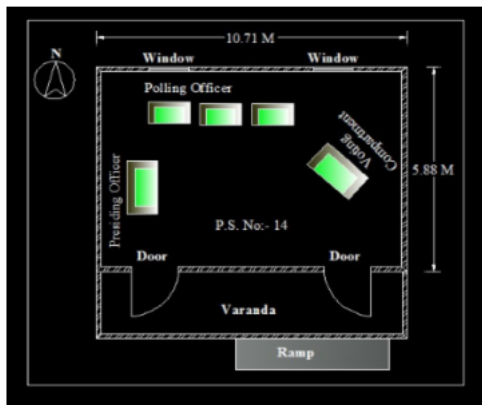 10.71 M
N
Window Window
Polling Officer
Voting
Compartment
5.88 M
Presiding Officer
P.S. No:- 14
Door Door
Varanda
Ramp